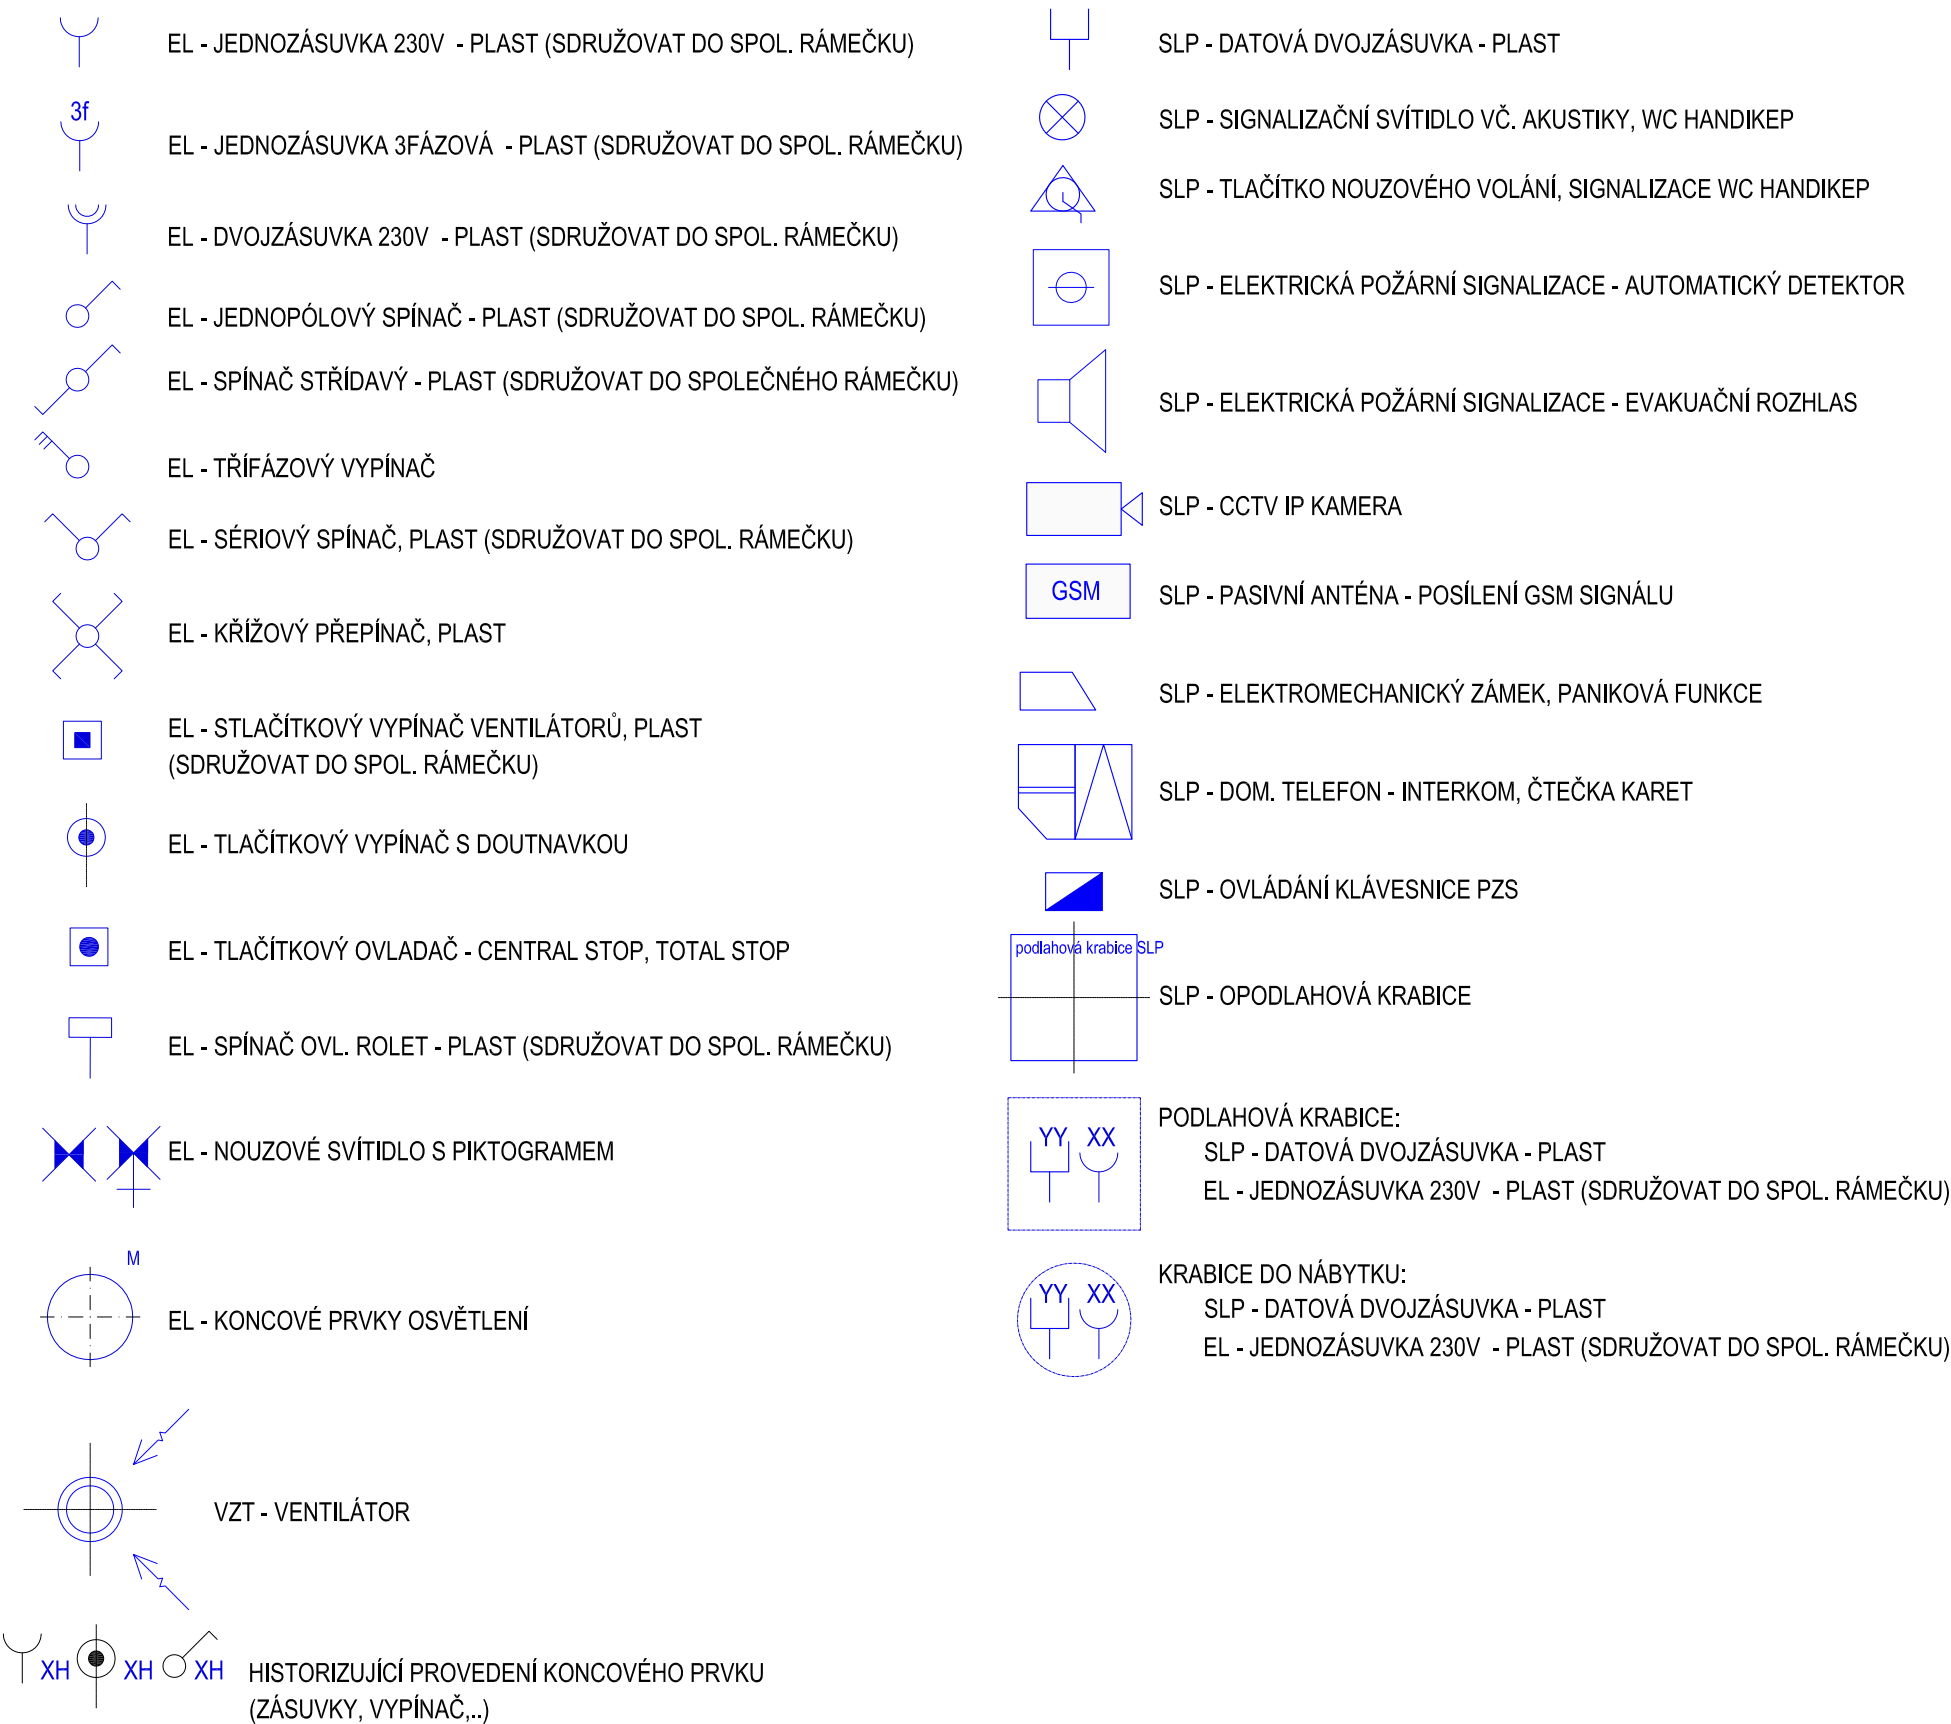 EL - JEDNOZÁSUVKA 230V - PLAST (SDRUŽOVAT DO SPOL. RÁMEČKU)
3f
EL - JEDNOZÁSUVKA 3FÁZOVÁ - PLAST (SDRUŽOVAT DO SPOL. RÁMEČKU)
EL - DVOJZÁSUVKA 230V - PLAST (SDRUŽOVAT DO SPOL. RÁMEČKU)
EL - JEDNOPÓLOVÝ SPÍNAČ - PLAST (SDRUŽOVAT DO SPOL. RÁMEČKU)
EL - SPÍNAČ STŘÍDAVÝ - PLAST (SDRUŽOVAT DO SPOLEČNÉHO RÁMEČKU)
EL - TŘÍFÁZOVÝ VYPÍNAČ
EL - SÉRIOVÝ SPÍNAČ, PLAST (SDRUŽOVAT DO SPOL. RÁMEČKU)
EL - KŘÍŽOVÝ PŘEPÍNAČ, PLAST
EL - STLAČÍTKOVÝ VYPÍNAČ VENTILÁTORŮ, PLAST
(SDRUŽOVAT DO SPOL. RÁMEČKU)
EL - TLAČÍTKOVÝ VYPÍNAČ S DOUTNAVKOU
EL - TLAČÍTKOVÝ OVLADAČ - CENTRAL STOP, TOTAL STOP
EL - SPÍNAČ OVL. ROLET - PLAST (SDRUŽOVAT DO SPOL. RÁMEČKU)
EL - NOUZOVÉ SVÍTIDLO S PIKTOGRAMEM
M
EL - KONCOVÉ PRVKY OSVĚTLENÍ
VZT - VENTILÁTOR
XH XH XH
HISTORIZUJÍCÍ PROVEDENÍ KONCOVÉHO PRVKU
(ZÁSUVKY, VYPÍNAČ,..)
SLP - DATOVÁ DVOJZÁSUVKA - PLAST
SLP - SIGNALIZAČNÍ SVÍTIDLO VČ. AKUSTIKY, WC HANDIKEP
SLP - TLAČÍTKO NOUZOVÉHO VOLÁNÍ, SIGNALIZACE WC HANDIKEP
SLP - ELEKTRICKÁ POŽÁRNÍ SIGNALIZACE - AUTOMATICKÝ DETEKTOR
SLP - ELEKTRICKÁ POŽÁRNÍ SIGNALIZACE - EVAKUAČNÍ ROZHLAS
SLP - CCTV IP KAMERA
GSM
SLP - PASIVNÍ ANTÉNA - POSÍLENÍ GSM SIGNÁLU
SLP - ELEKTROMECHANICKÝ ZÁMEK, PANIKOVÁ FUNKCE
SLP - DOM. TELEFON - INTERKOM, ČTEČKA KARET
SLP - OVLÁDÁNÍ KLÁVESNICE PZS
podlahová krabice SLP
SLP - OPODLAHOVÁ KRABICE
YY XX
PODLAHOVÁ KRABICE:
SLP - DATOVÁ DVOJZÁSUVKA - PLAST
EL - JEDNOZÁSUVKA 230V - PLAST (SDRUŽOVAT DO SPOL. RÁMEČKU)
YY XX
KRABICE DO NÁBYTKU:
SLP - DATOVÁ DVOJZÁSUVKA - PLAST
EL - JEDNOZÁSUVKA 230V - PLAST (SDRUŽOVAT DO SPOL. RÁMEČKU)